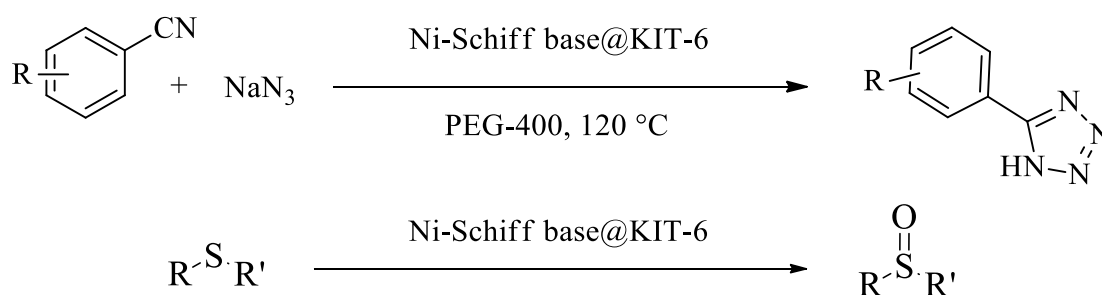 CN
Ni-Schiff base@KIT-6
R
+
NaN₃
R
PEG-400, 120 °C
N
N
HN
N
O
Ni-Schiff base@KIT-6
S
R R'
S
R R'